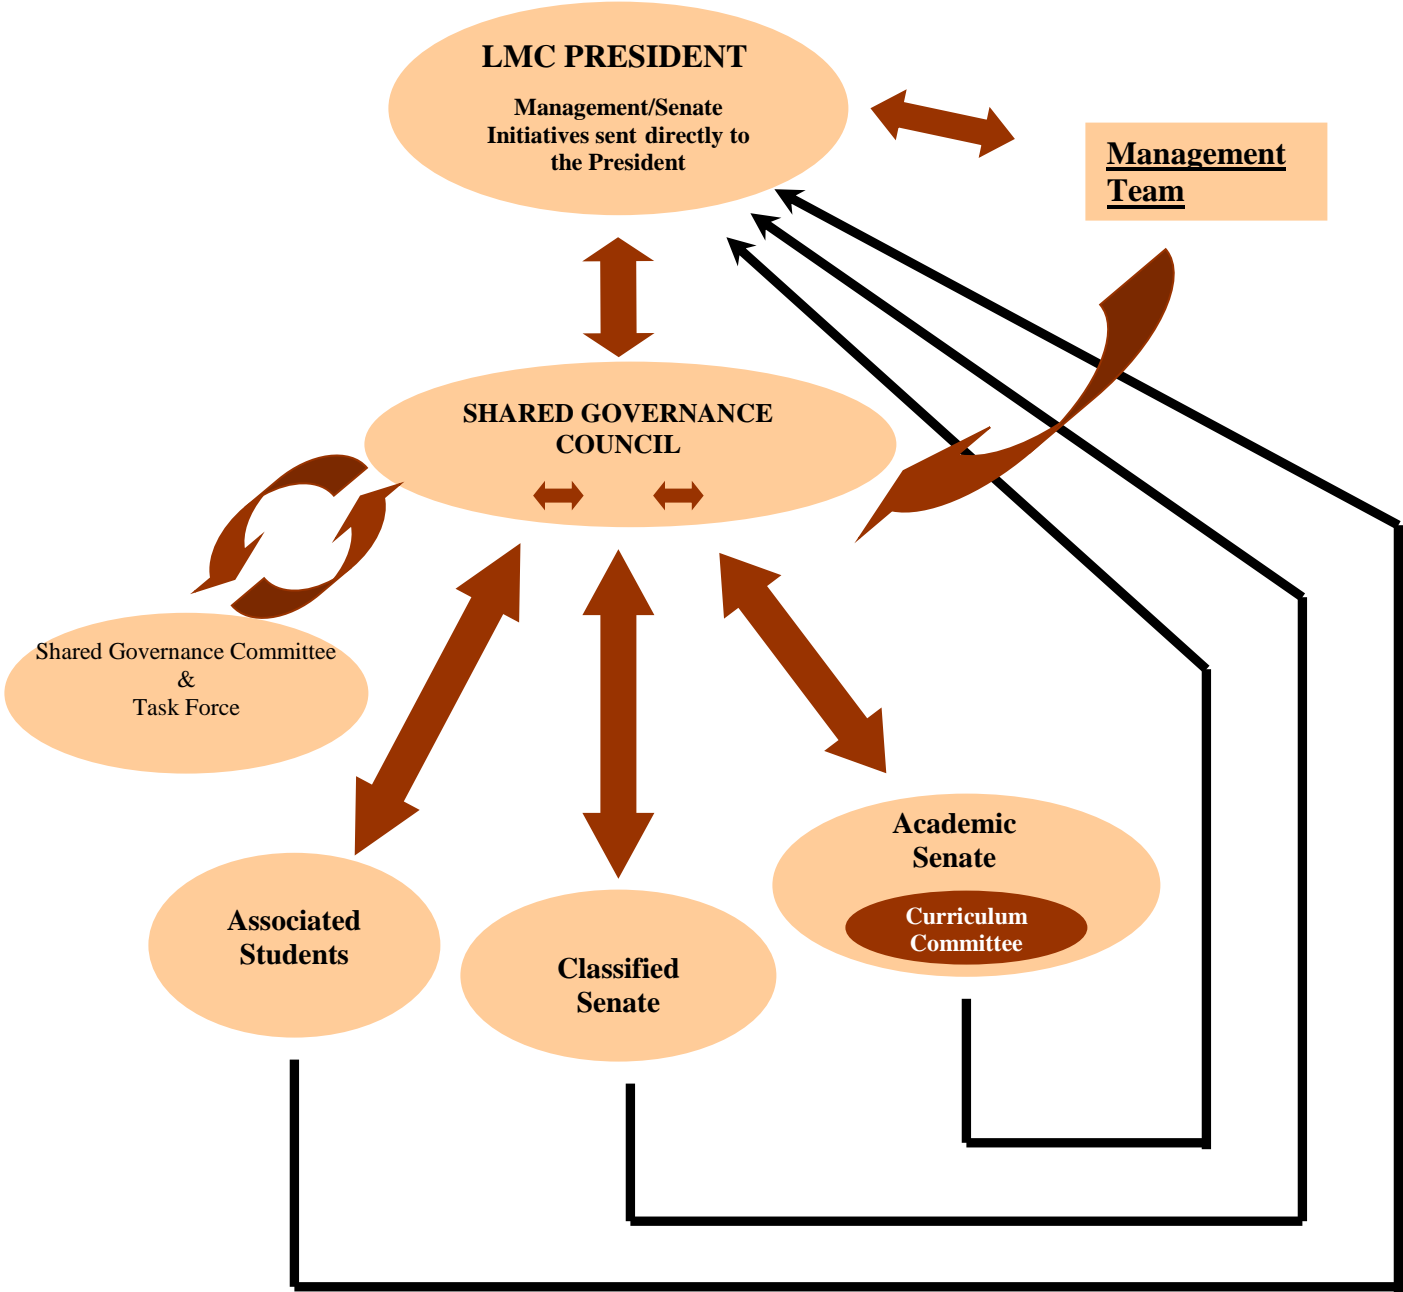 LMC PRESIDENT
Management/Senate
Initiatives sent directly to
the President
Management
Team
SHARED GOVERNANCE
COUNCIL
Shared Governance Committee
&
Task Force
Academic
Senate
Curriculum
Committee
Associated
Students
Classified
Senate